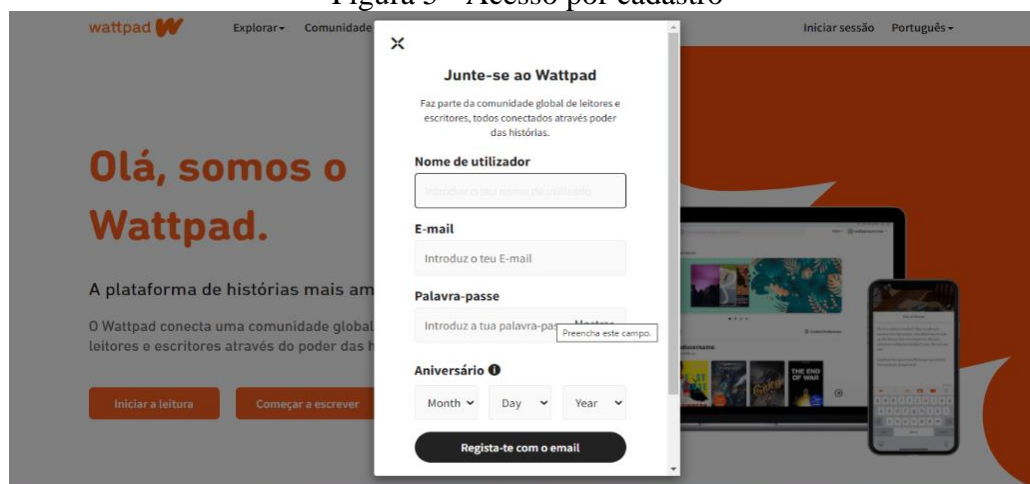 Figura 3 - Acesso por cadastro
wattpad
Explorar
Comunidade
Iniciar sessão
Português
Junte-se ao Wattpad
Faz parte da comunidade global de leitores e
escritores, todos conectados através poder
das histórias.
Nome de utilizador
Introduz o teu nome de utilizado
E-mail
Introduz o teu E-mail
Palavra-passe
Introduz a tua palavra-pas
Mostrar
Preencha este campo.
Aniversário
Month Day Year
Regista-te com o email
Olá, somos o
Wattpad.
A plataforma de histórias mais am
O Wattpad conecta uma comunidade global
leitores e escritores através do poder das h
Iniciar a leitura
Começar a escrever
THE END
OF WAR